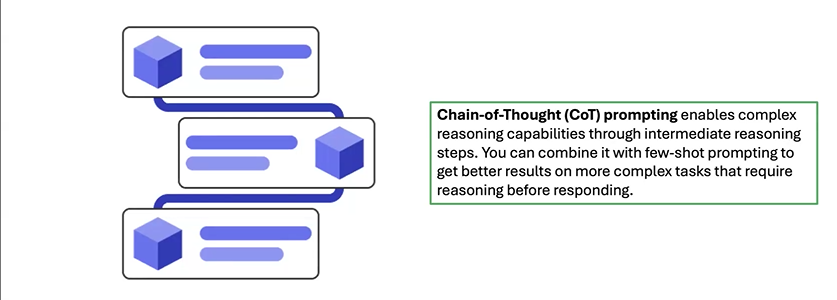 Chain-of-Thought (CoT) prompting enables complex
reasoning capabilities through intermediate reasoning
steps. You can combine it with few-shot prompting to
get better results on more complex tasks that require
reasoning before responding.